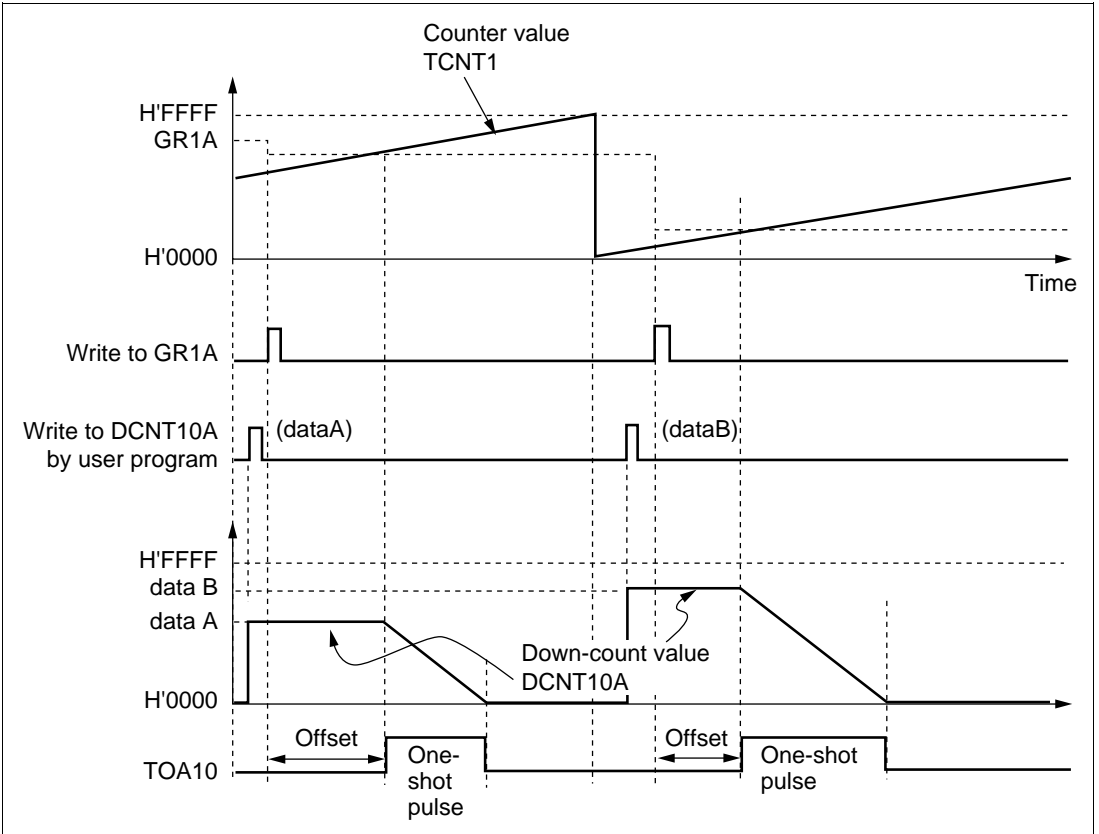 Counter value
TCNT1
H'FFFF
GR1A
H'0000
Time
Write to GR1A
Write to DCNT10A
by user program
(dataA)
(dataB)
H'FFFF
data B
data A
Down-count value
DCNT10A
H'0000
Offset
One-
shot
pulse
Offset
One-shot
pulse
TOA10